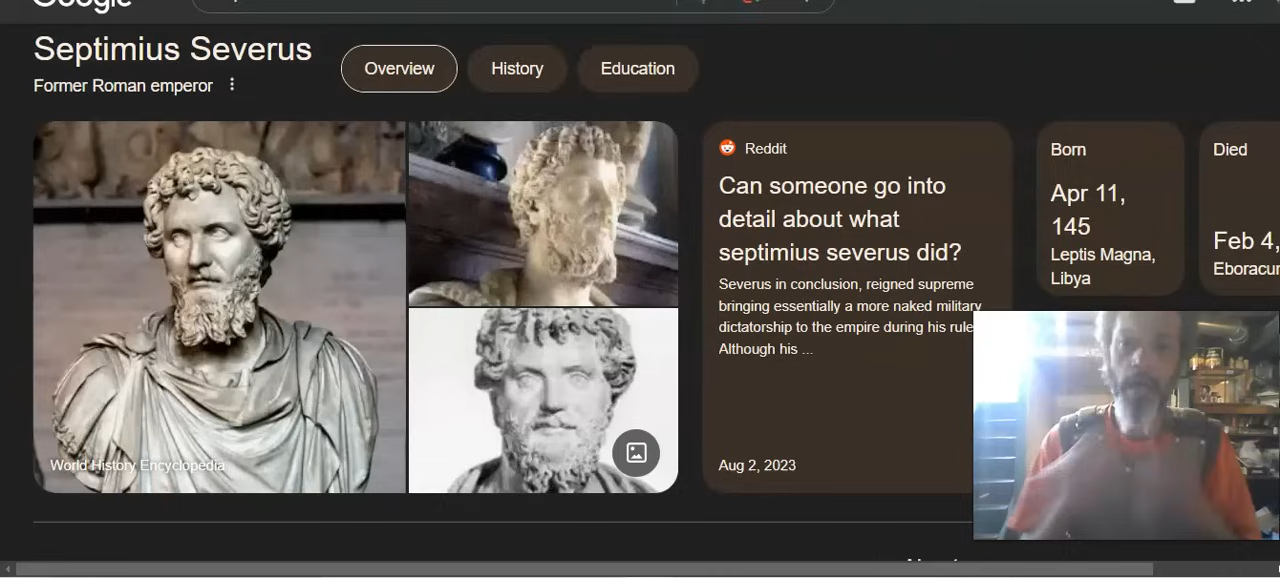 Google
Septimius Severus
Former Roman emperor
Overview
History
Education
World History Encyclopedia
Reddit
Can someone go into
detail about what
septimius severus did?
Severus in conclusion, reigned supreme
bringing essentially a more naked military
dictatorship to the empire during his rule
Although his ...
Aug 2, 2023
Born
Apr 11,
145
Leptis Magna,
Libya
Died
Feb 4,